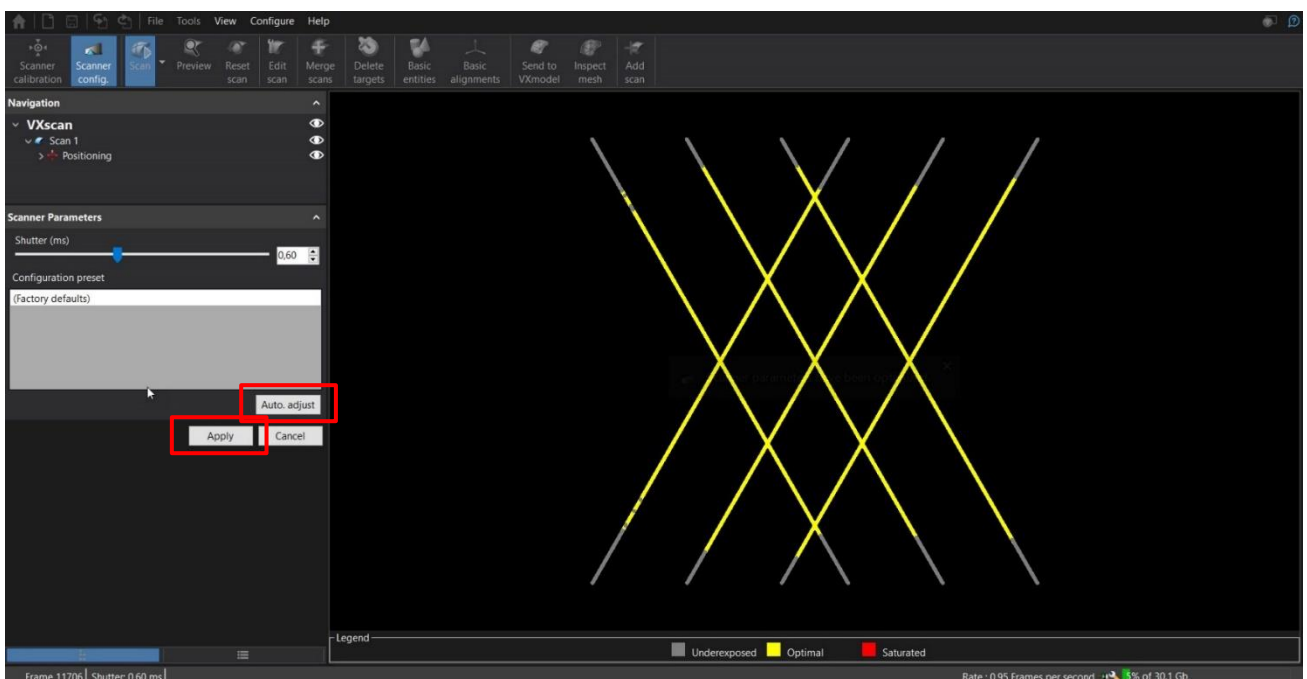 File Tools View Configure Help
Scanner calibration
Scanner config.
Scan
Preview
Reset scan
Edit scan
Merge scans
Delete targets
Basic entities
Basic alignments
Send to VXmodel
Inspect mesh
Add scan
Navigation
VXscan
Scan 1
Positioning
Scanner Parameters
Shutter (ms)
0,60
Configuration preset
(Factory defaults)
Auto. adjust
Apply Cancel
Legend
Underexposed Optimal Saturated
Frame 11706 Shutter: 0.60 ms Rate : 0.95 Frames per second 5% of 30.1 Gb